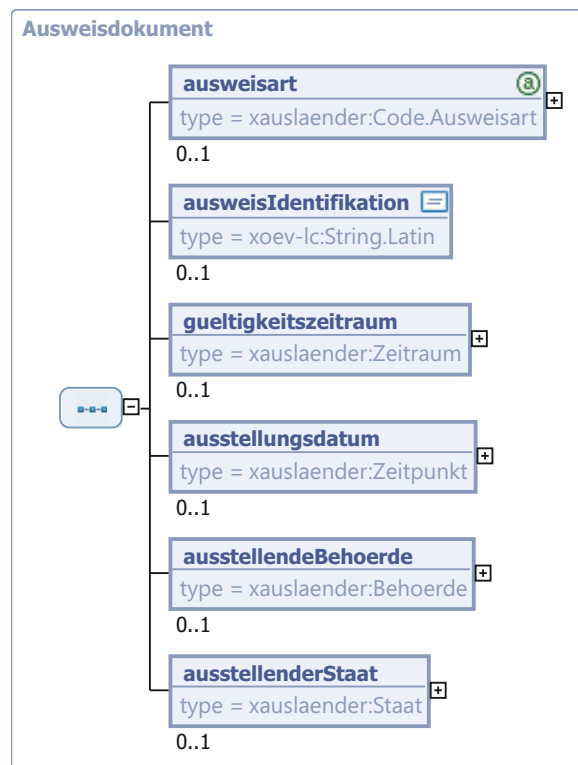 Ausweisdokument
ausweisart
type = xauslaender:Code.Ausweisart
0..1
ausweisIdentifikation
type = xoev-lc:String.Latin
0..1
gueltigkeitszeitraum
type = xauslaender:Zeitraum
0..1
ausstellungsdatum
type = xauslaender:Zeitpunkt
0..1
ausstellendeBehoerde
type = xauslaender:Behoerde
0..1
ausstellenderStaat
type = xauslaender:Staat
0..1